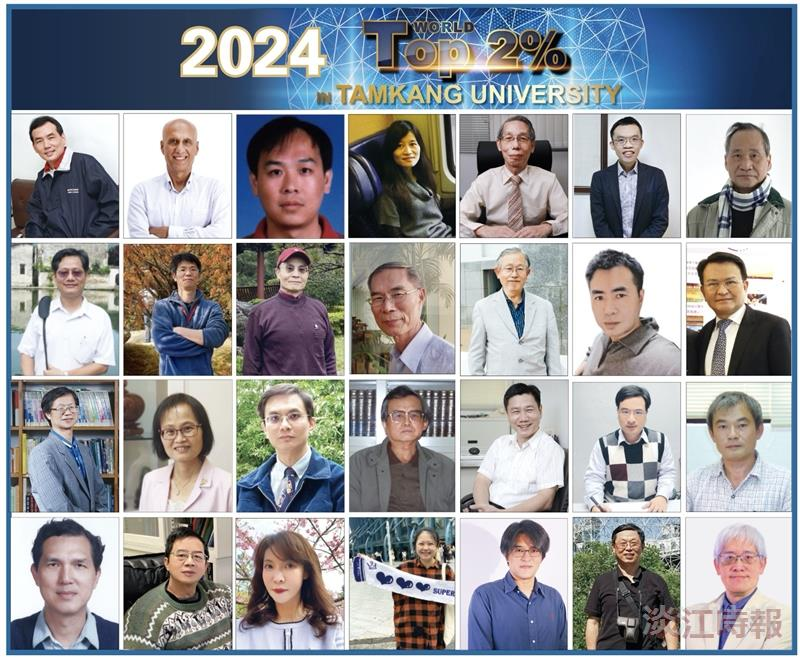 2024
WORLD
Top 2%
IN TAMKANG UNIVERSITY
SUPER
淡江時報